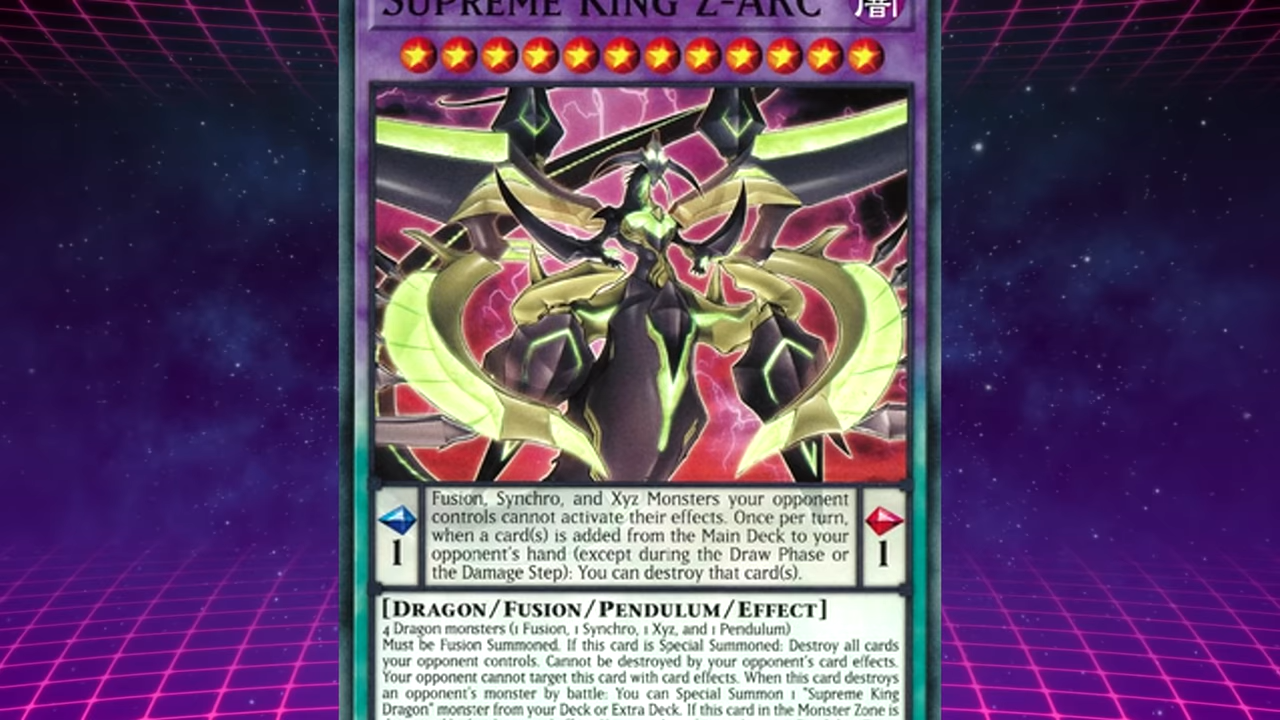 SUPREME KING Z-ARC 闇
Fusion, Synchro, and Xyz Monsters your opponent
controls cannot activate their effects. Once per turn,
when a card(s) is added from the Main Deck to your
opponent's hand (except during the Draw Phase or
the Damage Step): You can destroy that card(s).
1 1
[DRAGON/FUSION/PENDULUM/EFFECT]
4 Dragon monsters (1 Fusion, 1 Synchro, 1 Xyz, and 1 Pendulum)
Must be Fusion Summoned. If this card is Special Summoned: Destroy all cards
your opponent controls. Cannot be destroyed by your opponent's card effects.
Your opponent cannot target this card with card effects. When this card destroys
an opponent's monster by battle: You can Special Summon 1 "Supreme King
Dragon" monster from your Deck or Extra Deck. If this card in the Monster Zone is